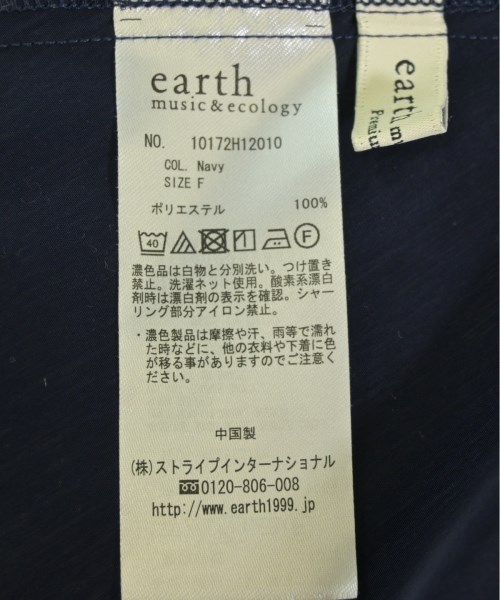 earth
music&ecology
NO. 10172H12010
COL. Navy
SIZE F
ポリエステル 100%
40 F
濃色品は白物と分別洗い。つけ置き
禁止。洗濯ネット使用。酸素系漂白
剤時は漂白剤の表示を確認。シャー
リング部分アイロン禁止。
・濃色製品は摩擦や汗、雨等で濡れ
た時などに、他の衣料や下着に色
が移る事がありますのでご注意く
ださい。
中国製
(株)ストライプインターナショナル
☎0120-806-008
http://www.earth1999.jp
earth
Premium